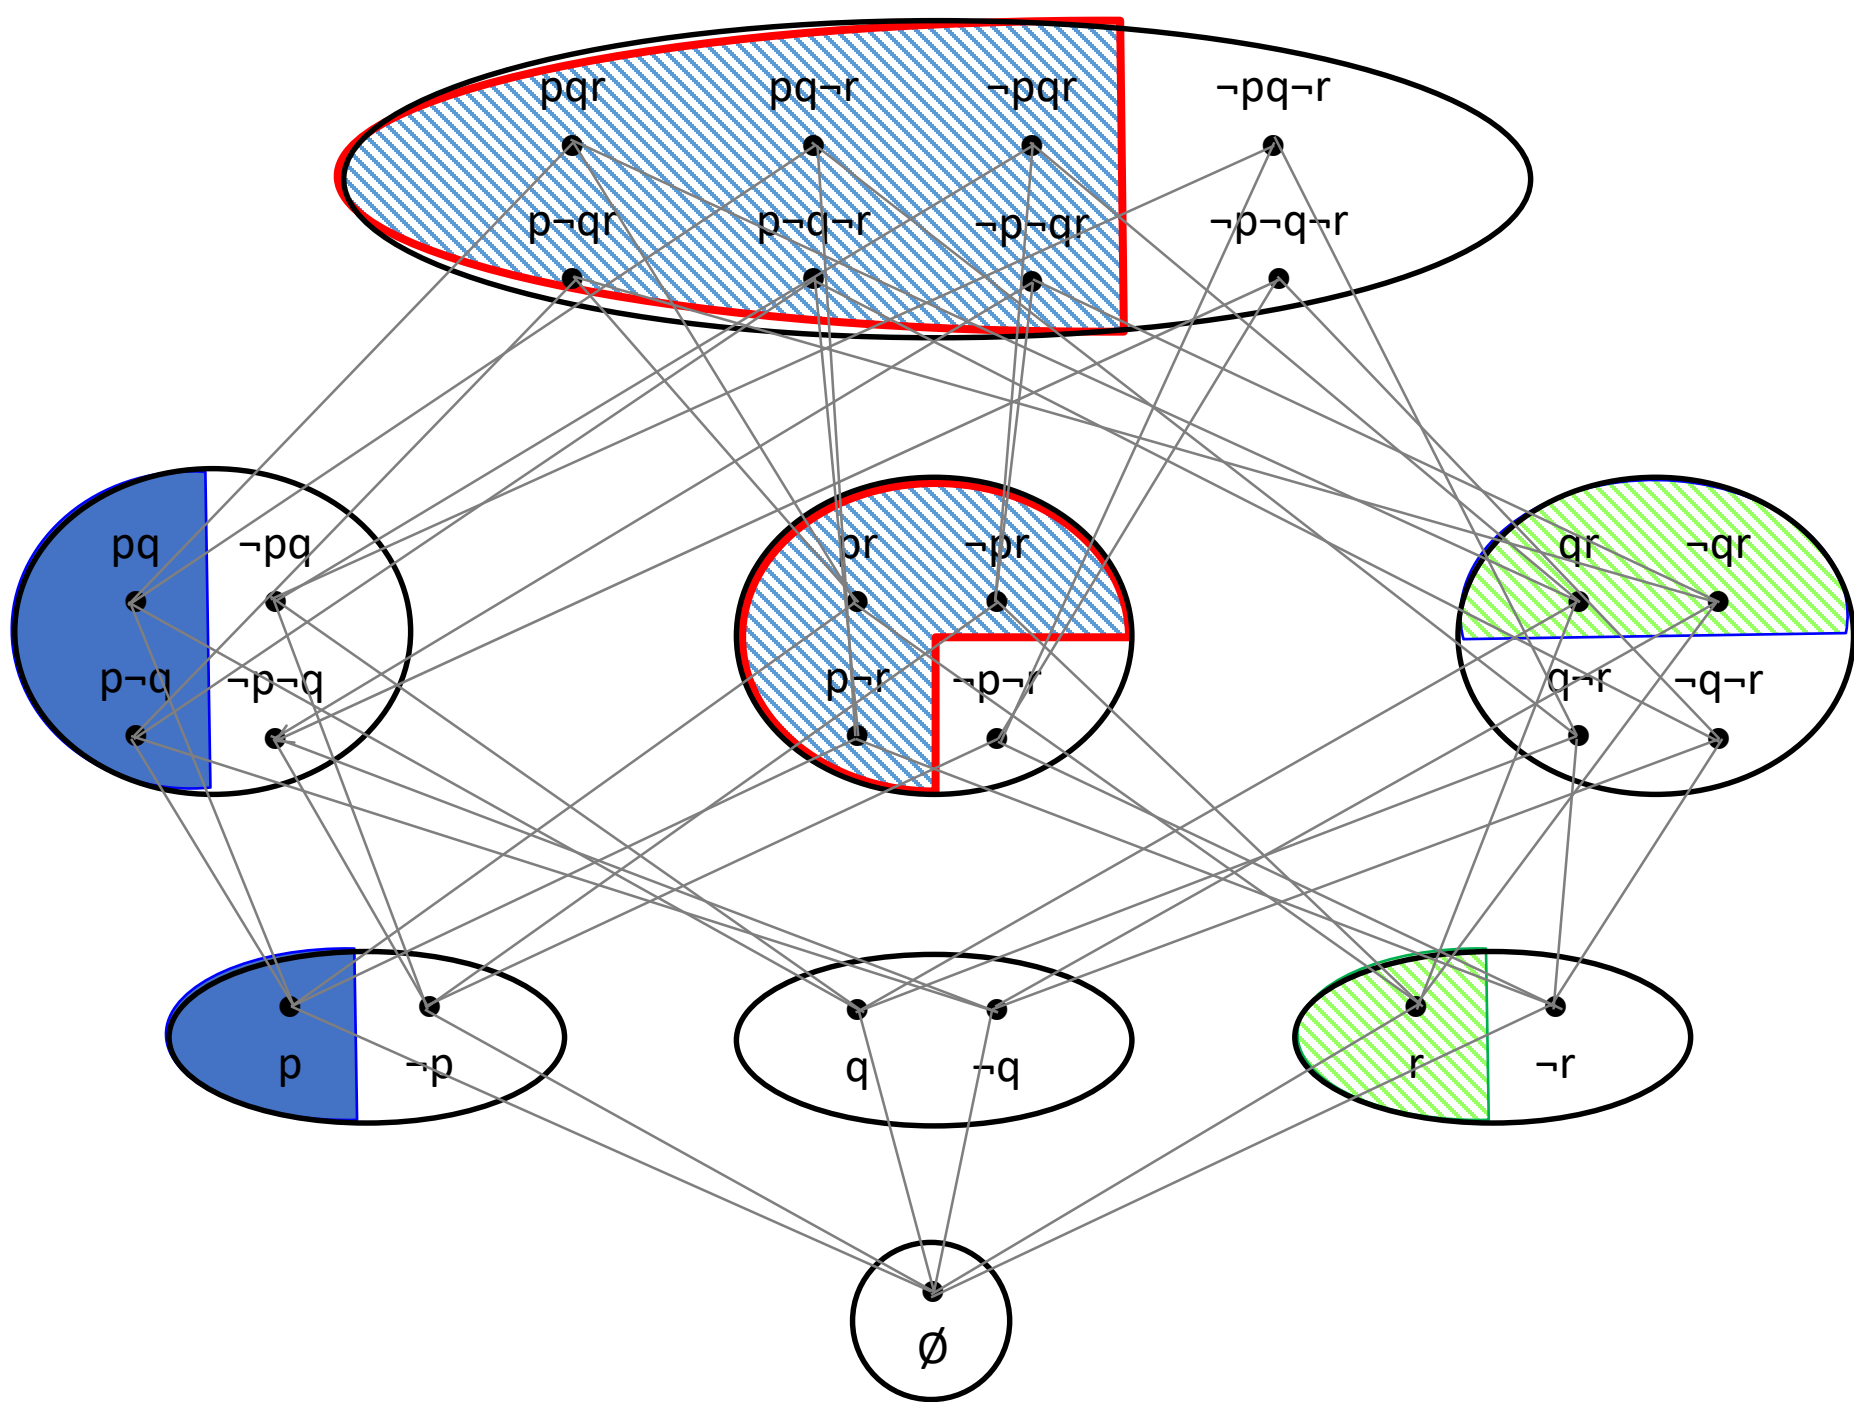 pqr pq¬r ¬pqr ¬pq¬r
p¬qr p¬q¬r ¬p¬qr ¬p¬q¬r
pq ¬pq pr ¬pr qr ¬qr
p¬q ¬p¬q p¬r ¬p¬r q¬r ¬q¬r
p ¬p q ¬q r ¬r
Ø